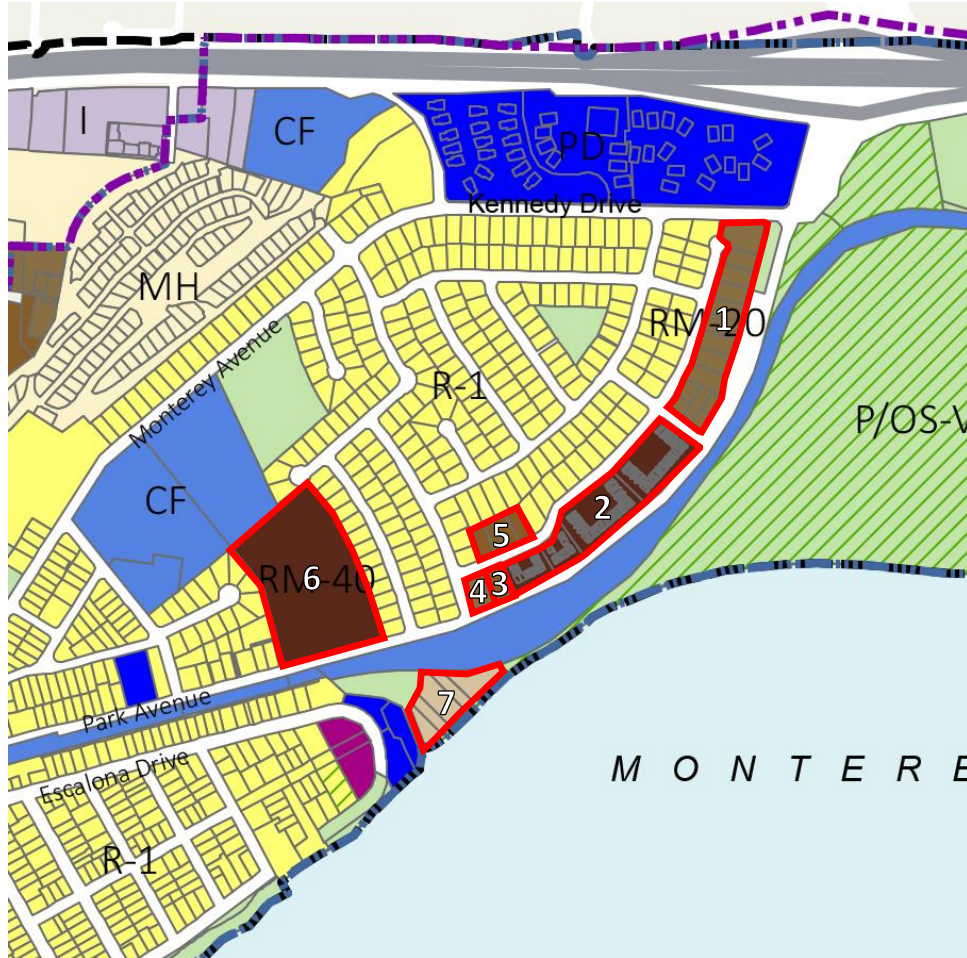 I
CF
PD
Kennedy Drive
MH
RM-20
1
Monterey Avenue
R-1
P/OS-V
CF
2
5
RM-40
6
4
3
7
Park Avenue
Escalona Drive
MONTERE
R-1